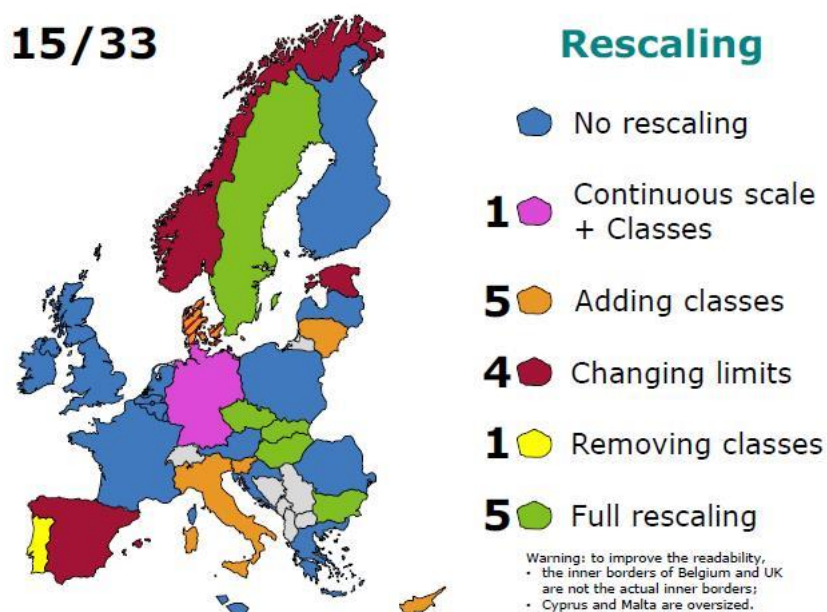 15/33
Rescaling
No rescaling
1 Continuous scale
+ Classes
5 Adding classes
4 Changing limits
1 Removing classes
5 Full rescaling
Warning: to improve the readability,
• the inner borders of Belgium and UK
are not the actual inner borders;
• Cyprus and Malta are oversized.